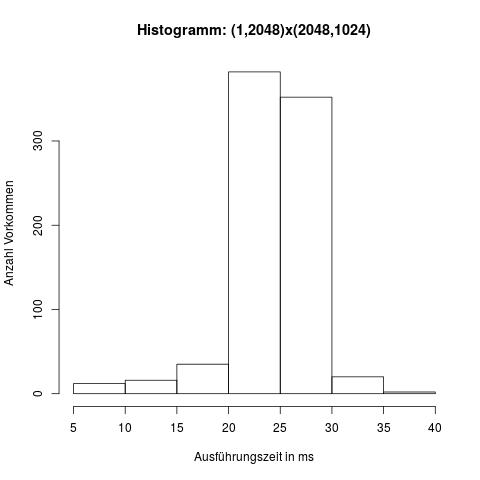 Histogramm: (1,2048)x(2048,1024)
Anzahl Vorkommen
300
200
100
0
5 10 15 20 25 30 35 40
Ausführungszeit in ms